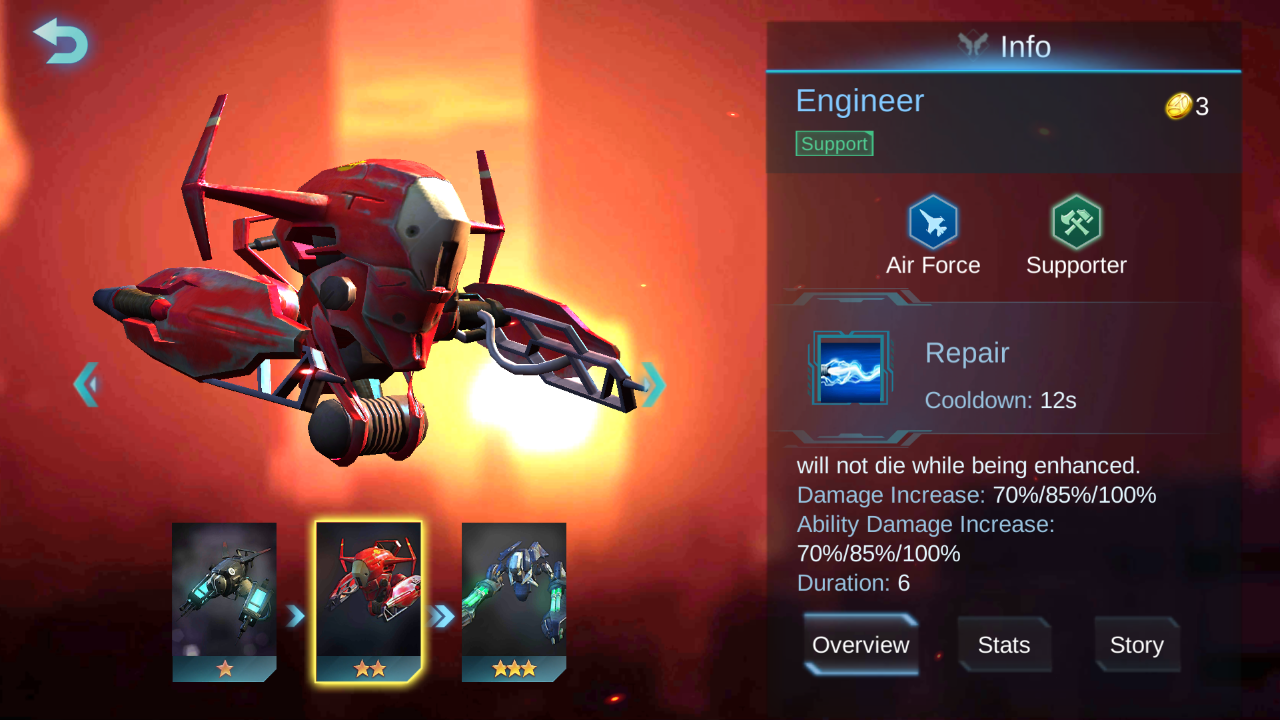 Info
Engineer
3
Support
Air Force
Supporter
Repair
Cooldown: 12s
will not die while being enhanced.
Damage Increase: 70%/85%/100%
Ability Damage Increase:
70%/85%/100%
Duration: 6
Overview
Stats
Story